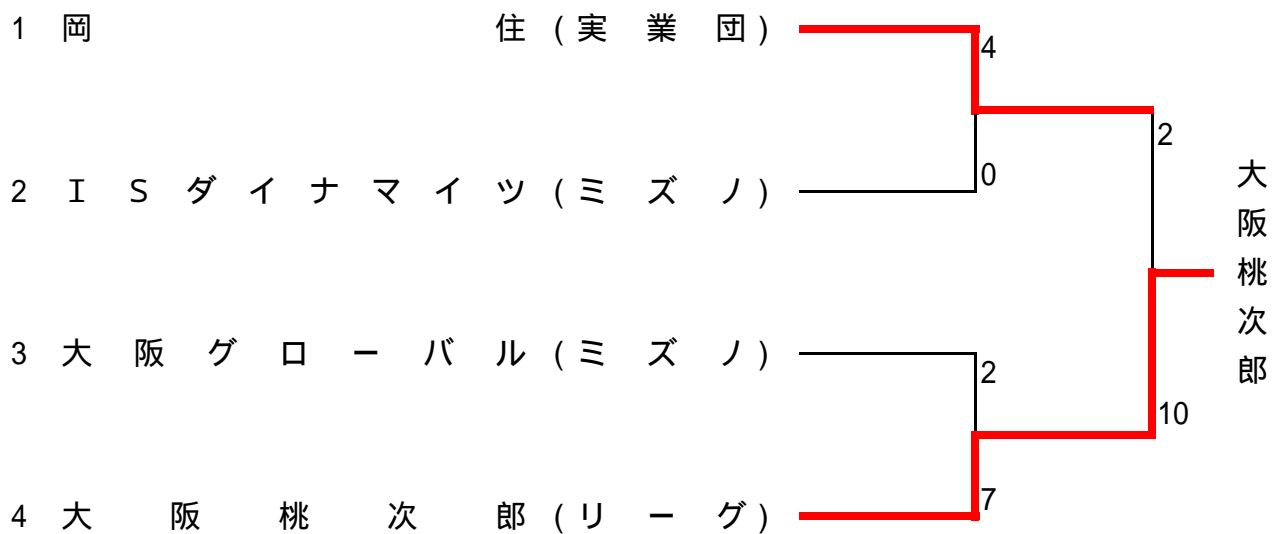 1 岡住(実業団)
4
2
0
2 ISダイナマイツ(ミズノ)
大阪桃次郎
3 大阪グローバル(ミズノ)
2
10
7
4 大阪桃次郎(リーグ)